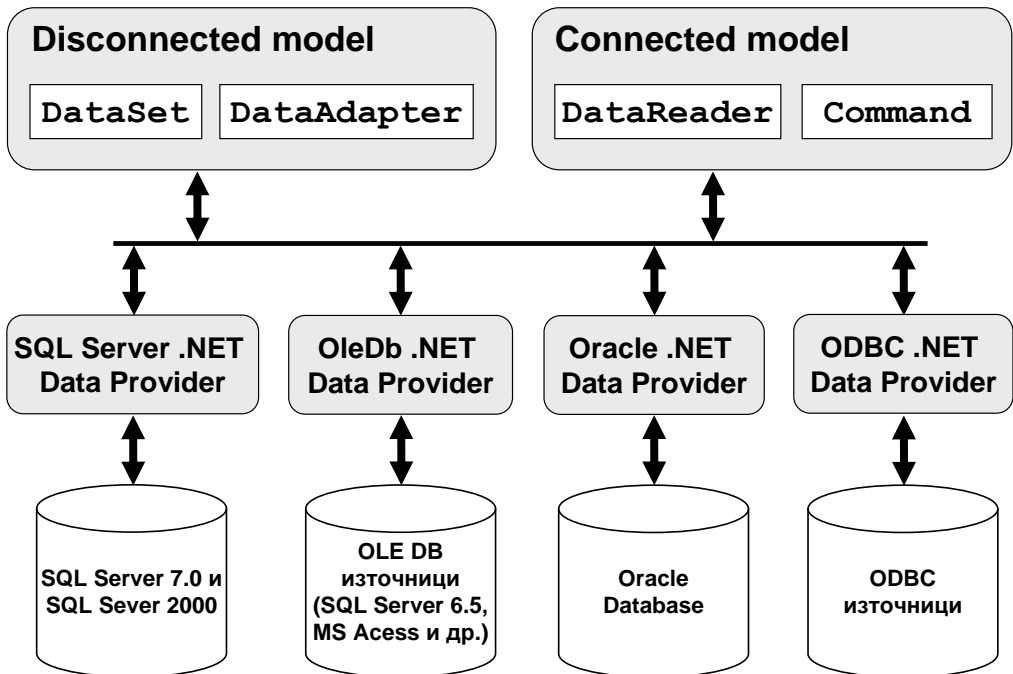 Disconnected model
DataSet
DataAdapter
Connected model
DataReader
Command
SQL Server .NET
Data Provider
OleDb .NET
Data Provider
Oracle .NET
Data Provider
ODBC .NET
Data Provider
SQL Server 7.0 и
SQL Sever 2000
OLE DB
източници
(SQL Server 6.5,
MS Acess и др.)
Oracle
Database
ODBC
източници